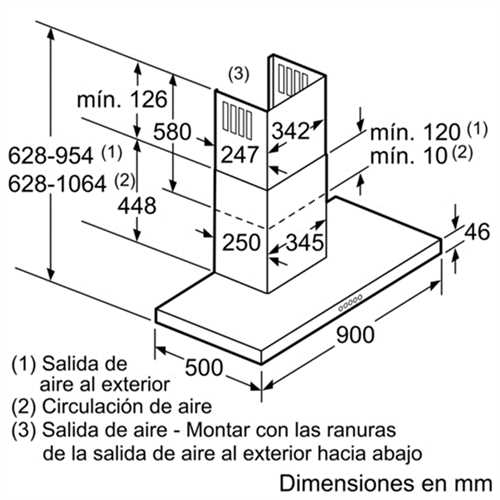 (3)
mín. 126
580
342
247
mín. 120 (1)
mín. 10 (2)
628-954 (1)
628-1064 (2)
448
250
345
46
500
900
(1) Salida de
aire al exterior
(2) Circulación de aire
(3) Salida de aire - Montar con las ranuras
de la salida de aire al exterior hacia abajo
Dimensiones en mm